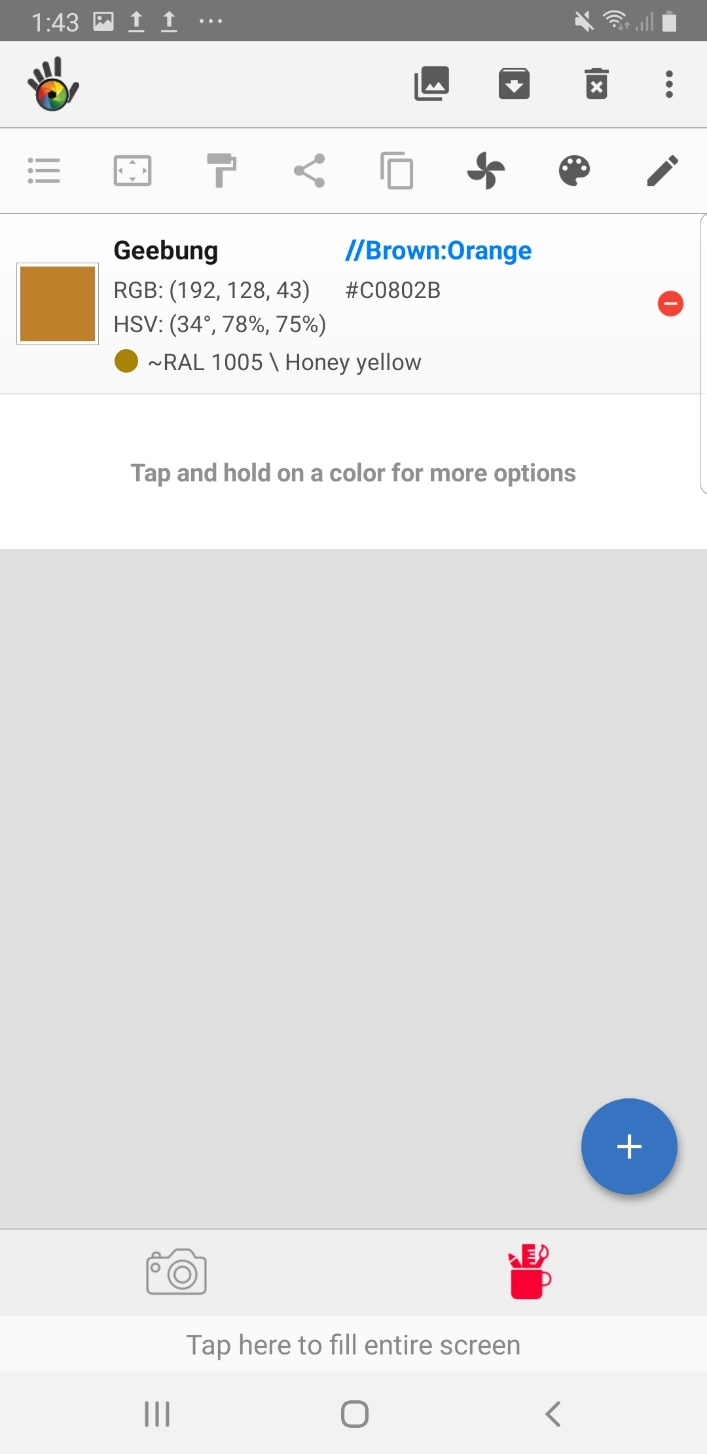 1:43
Geebung
//Brown:Orange
RGB: (192, 128, 43)
#C0802B
HSV: (34°, 78%, 75%)
~RAL 1005 \ Honey yellow
Tap and hold on a color for more options
Tap here to fill entire screen